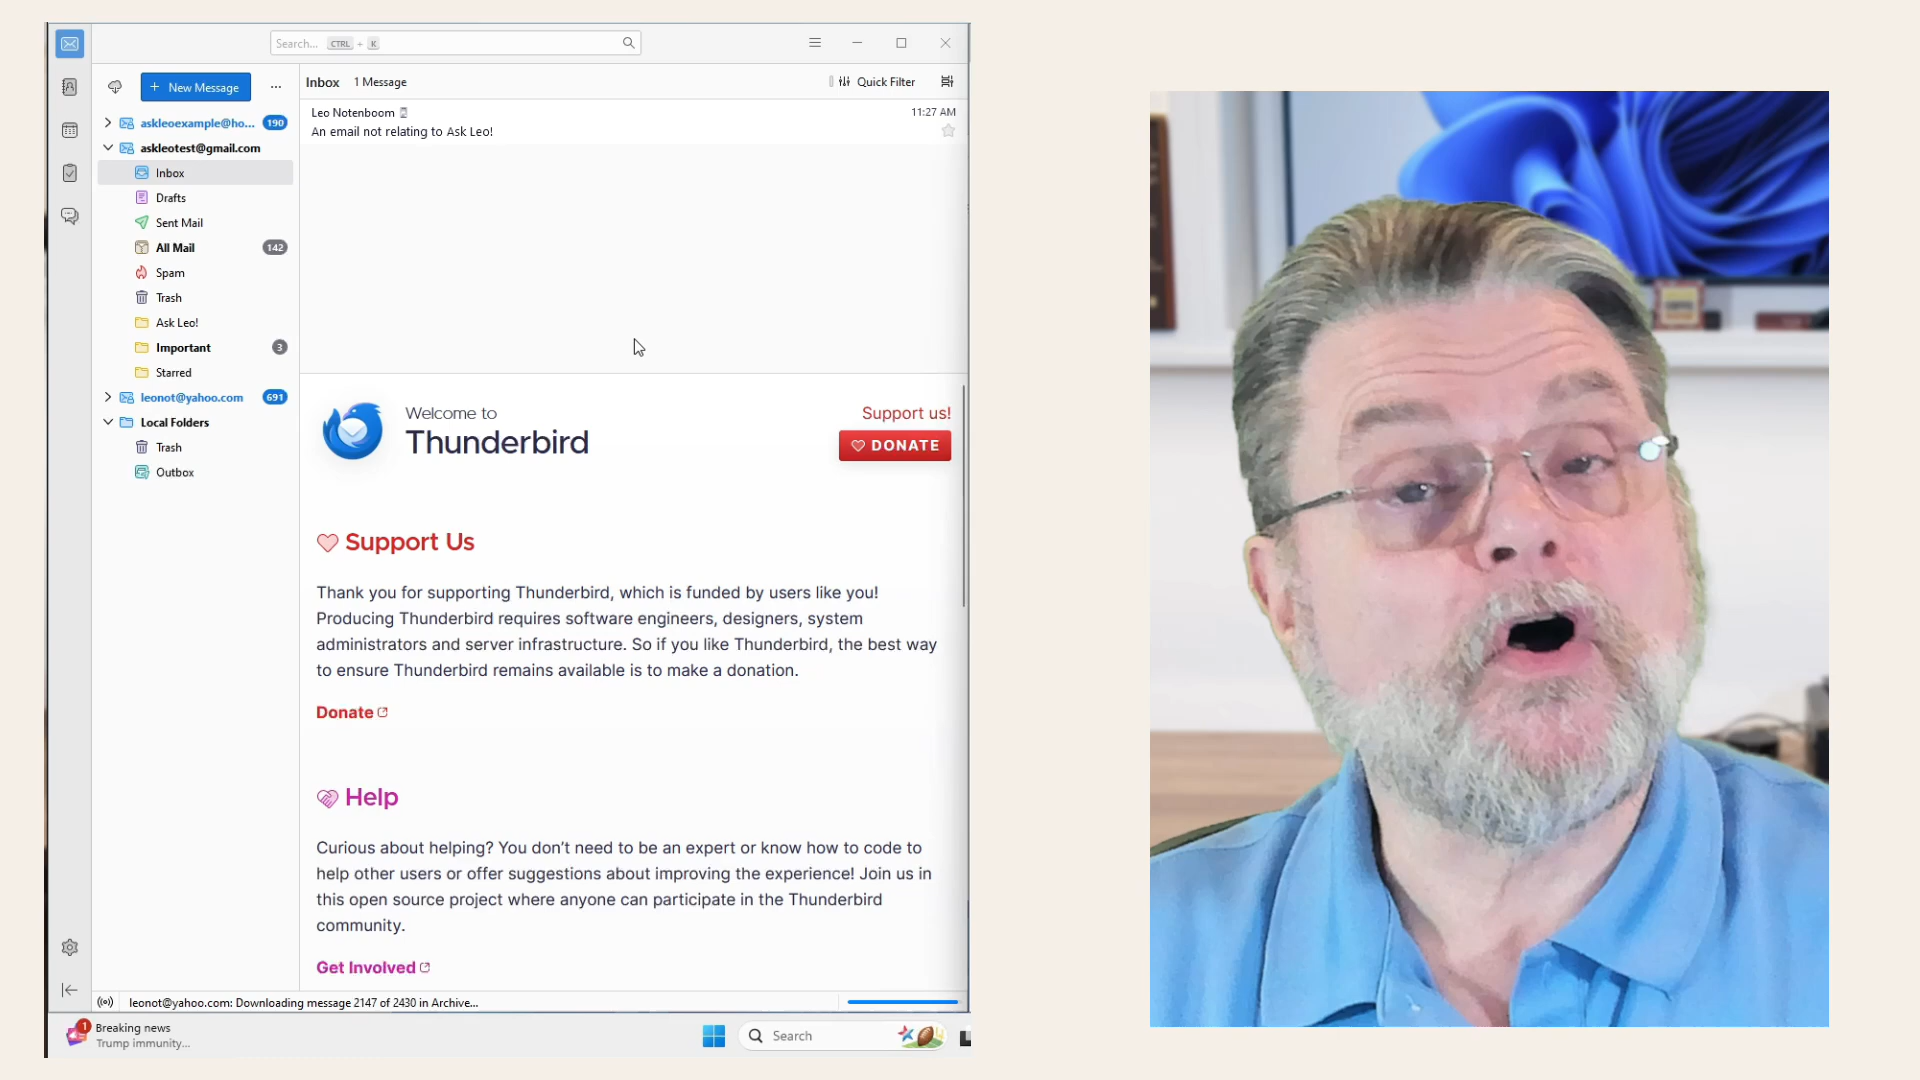 Search... CTRL + K
+ New Message
...
askleoexample@ho... 190
askleotest@gmail.com
Inbox
Drafts
Sent Mail
All Mail 142
Spam
Trash
Ask Leo!
Important 3
Starred
leonot@yahoo.com 691
Local Folders
Trash
Outbox
Inbox 1 Message Quick Filter
Leo Notenboom 11:27 AM
An email not relating to Ask Leo!
Welcome to
Thunderbird
Support us!
DONATE
Support Us
Thank you for supporting Thunderbird, which is funded by users like you!
Producing Thunderbird requires software engineers, designers, system
administrators and server infrastructure. So if you like Thunderbird, the best way
to ensure Thunderbird remains available is to make a donation.
Donate
Help
Curious about helping? You don't need to be an expert or know how to code to
help other users or offer suggestions about improving the experience! Join us in
this open source project where anyone can participate in the Thunderbird
community.
Get Involved
leonot@yahoo.com: Downloading message 2147 of 2430 in Archive...
1
Breaking news
Trump immunity...
Search